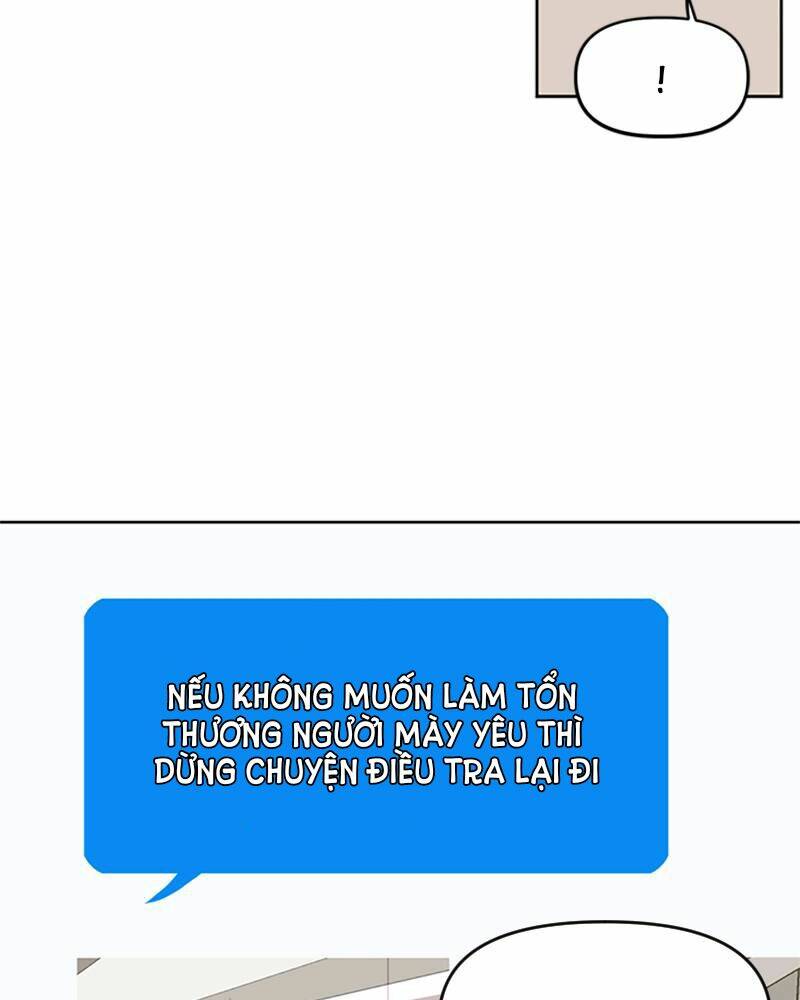 !
NẾU KHÔNG MUỐN LÀM TỔN
THƯƠNG NGƯỜI MÀY YÊU THÌ
DỪNG CHUYỆN ĐIỀU TRA LẠI ĐI